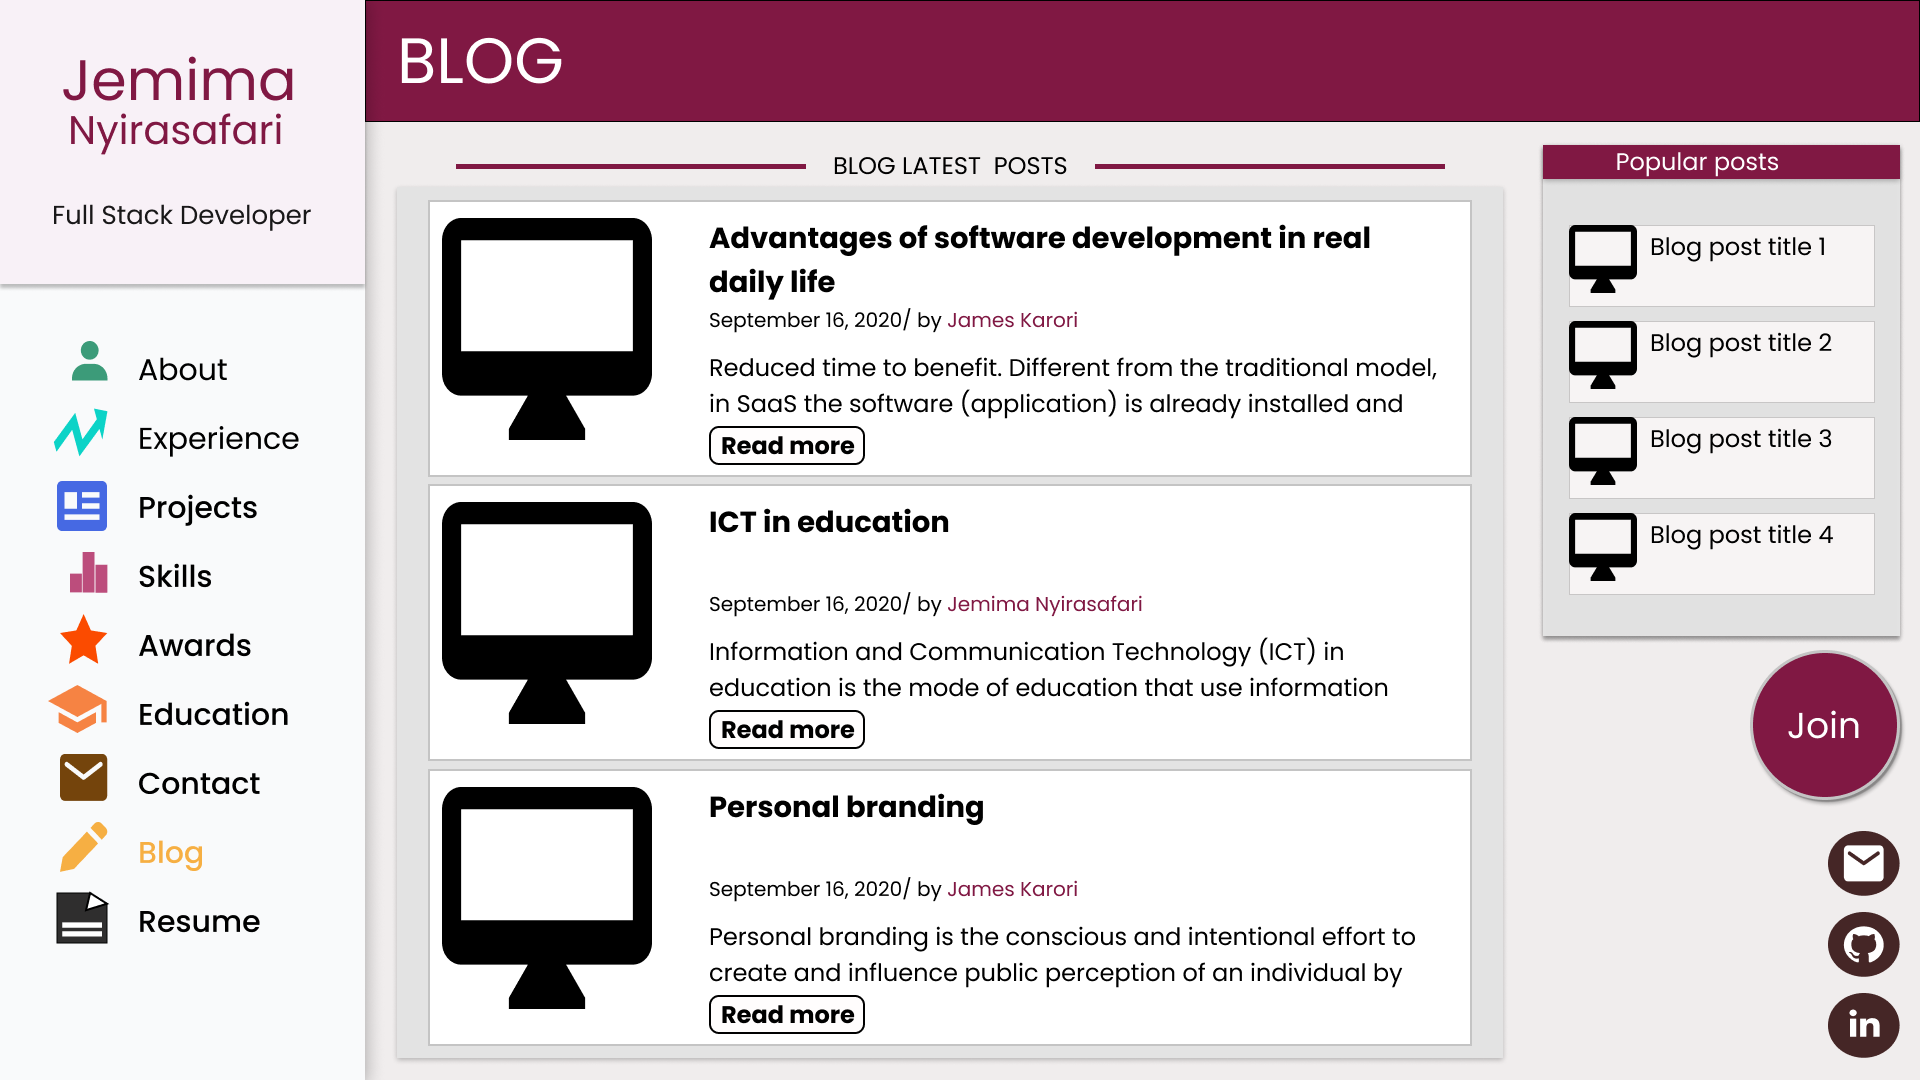 Jemima
Nyirasafari
Full Stack Developer
About
Experience
Projects
Skills
Awards
Education
Contact
Blog
Resume
BLOG
BLOG LATEST POSTS
Advantages of software development in real
daily life
September 16, 2020/ by James Karori
Reduced time to benefit. Different from the traditional model,
in SaaS the software (application) is already installed and
Read more
ICT in education
September 16, 2020/ by Jemima Nyirasafari
Information and Communication Technology (ICT) in
education is the mode of education that use information
Read more
Personal branding
September 16, 2020/ by James Karori
Personal branding is the conscious and intentional effort to
create and influence public perception of an individual by
Read more
Popular posts
Blog post title 1
Blog post title 2
Blog post title 3
Blog post title 4
Join
in